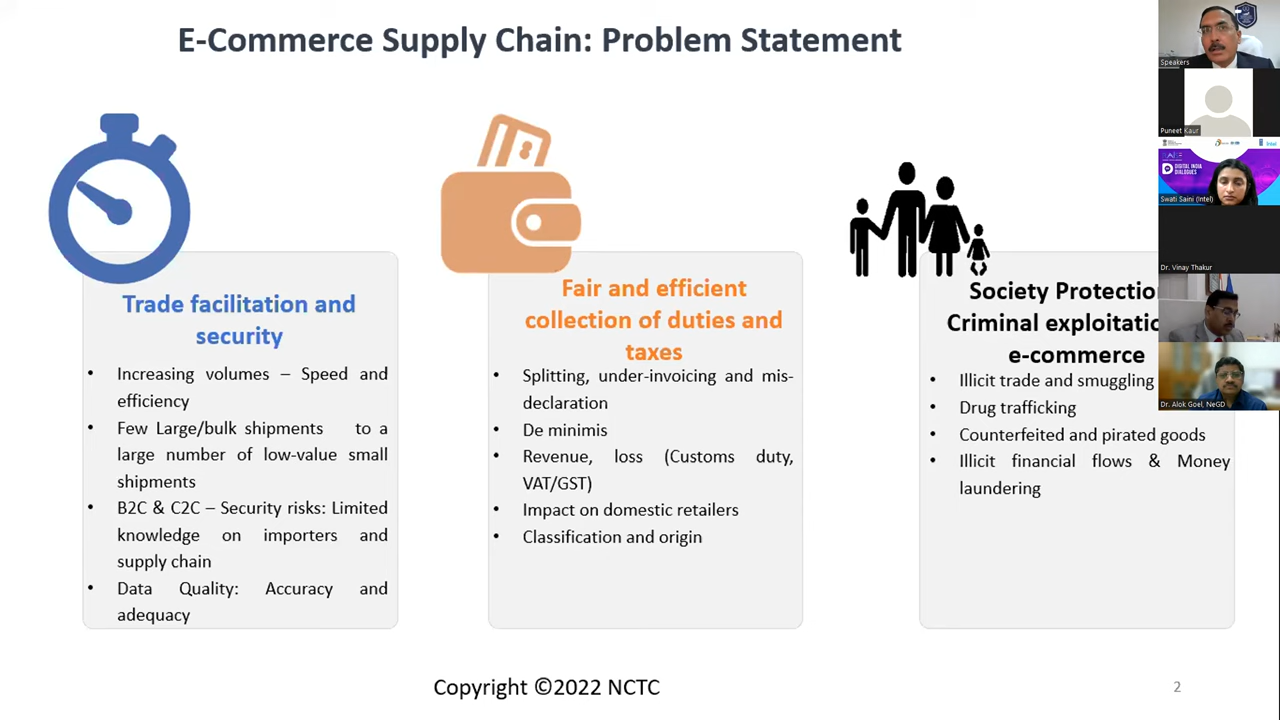 E-Commerce Supply Chain: Problem Statement
Trade facilitation and
security
• Increasing volumes – Speed and
efficiency
• Few Large/bulk shipments to a
large number of low-value small
shipments
• B2C & C2C – Security risks: Limited
knowledge on importers and
supply chain
• Data Quality: Accuracy and
adequacy
Fair and efficient
collection of duties and
taxes
• Splitting, under-invoicing and mis-
declaration
• De minimis
• Revenue, loss (Customs duty,
VAT/GST)
• Impact on domestic retailers
• Classification and origin
Society Protection
Criminal exploitatio
e-commerce
• Illicit trade and smuggling
• Drug trafficking
• Counterfeited and pirated goods
• Illicit financial flows & Money
laundering
Copyright ©2022 NCTC
2
Speakers
Puneet Kaur
intel
DIGITAL INDIA
DIALOGUES
Swati Saini (Intel)
Dr. Vinay Thakur
Dr. Alok Goel, NeGD